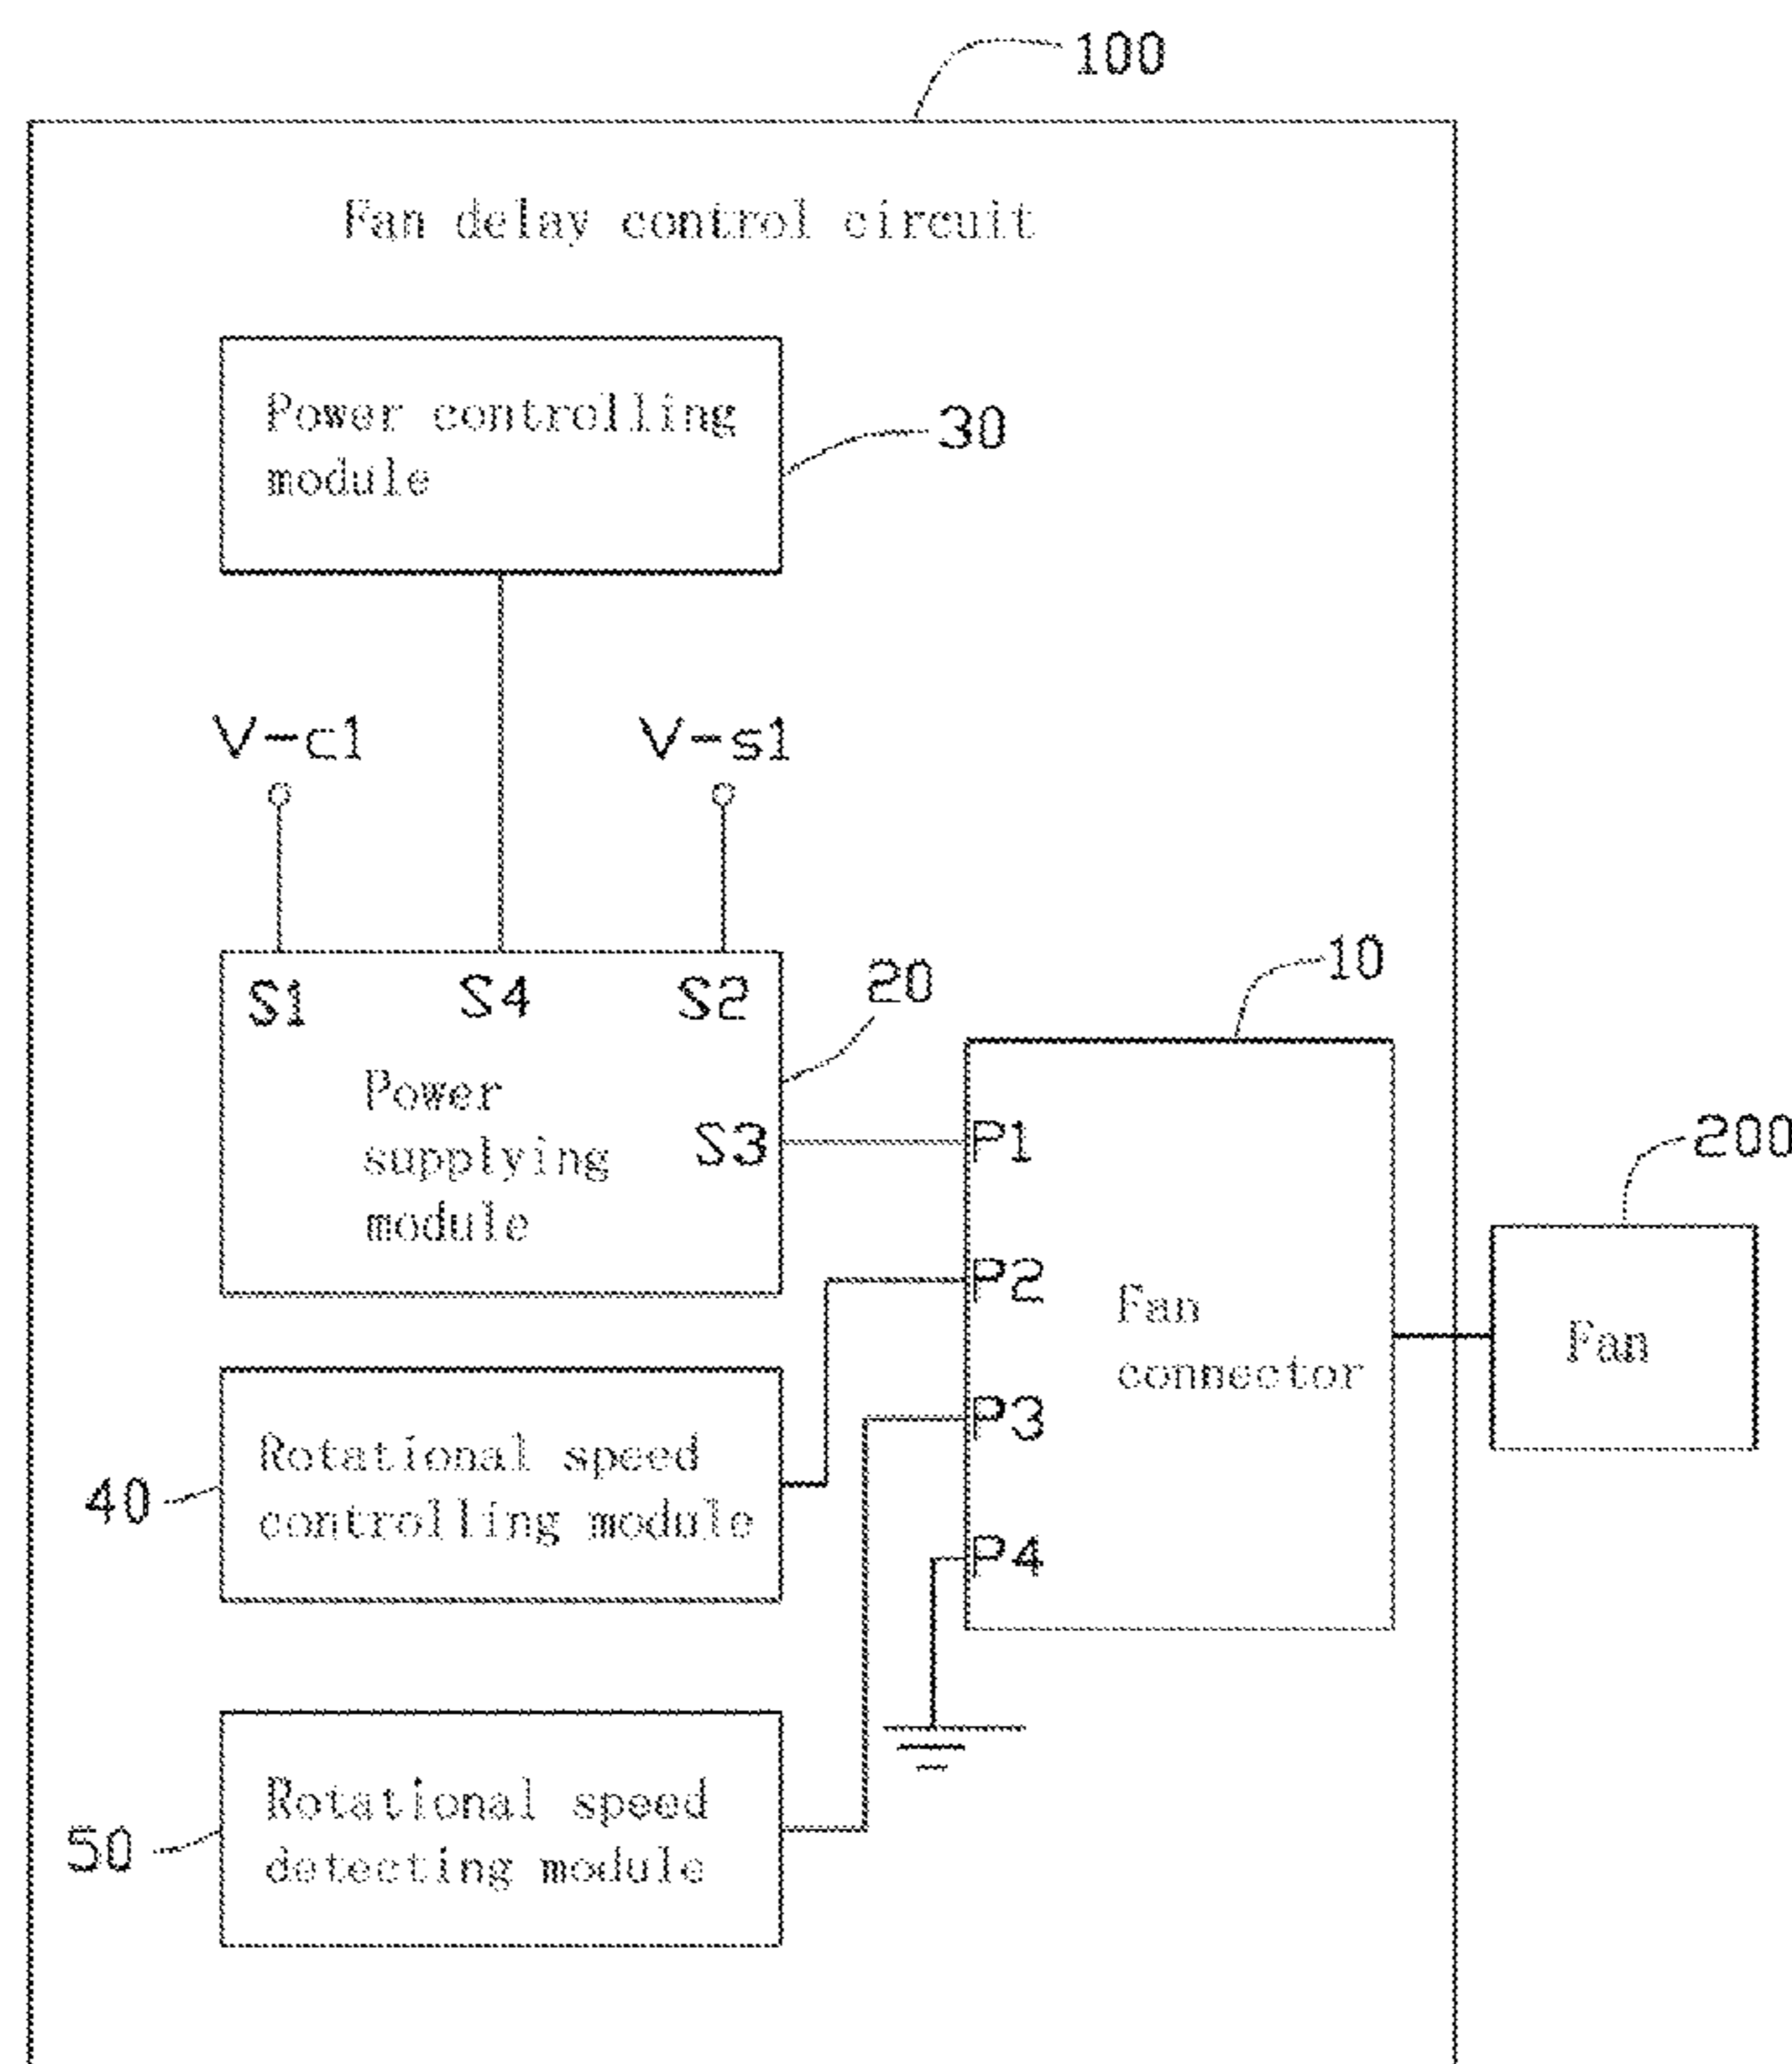 100
Fan delay control circuit
Power controlling
module
30
V-c1
V-s1
S1
S4
S2
20
10
Power
supplying
module
S3
P1
200
P2
Fan
connector
Fan
P3
Rotational speed
controlling module
40
P4
Rotational speed
detecting module
50